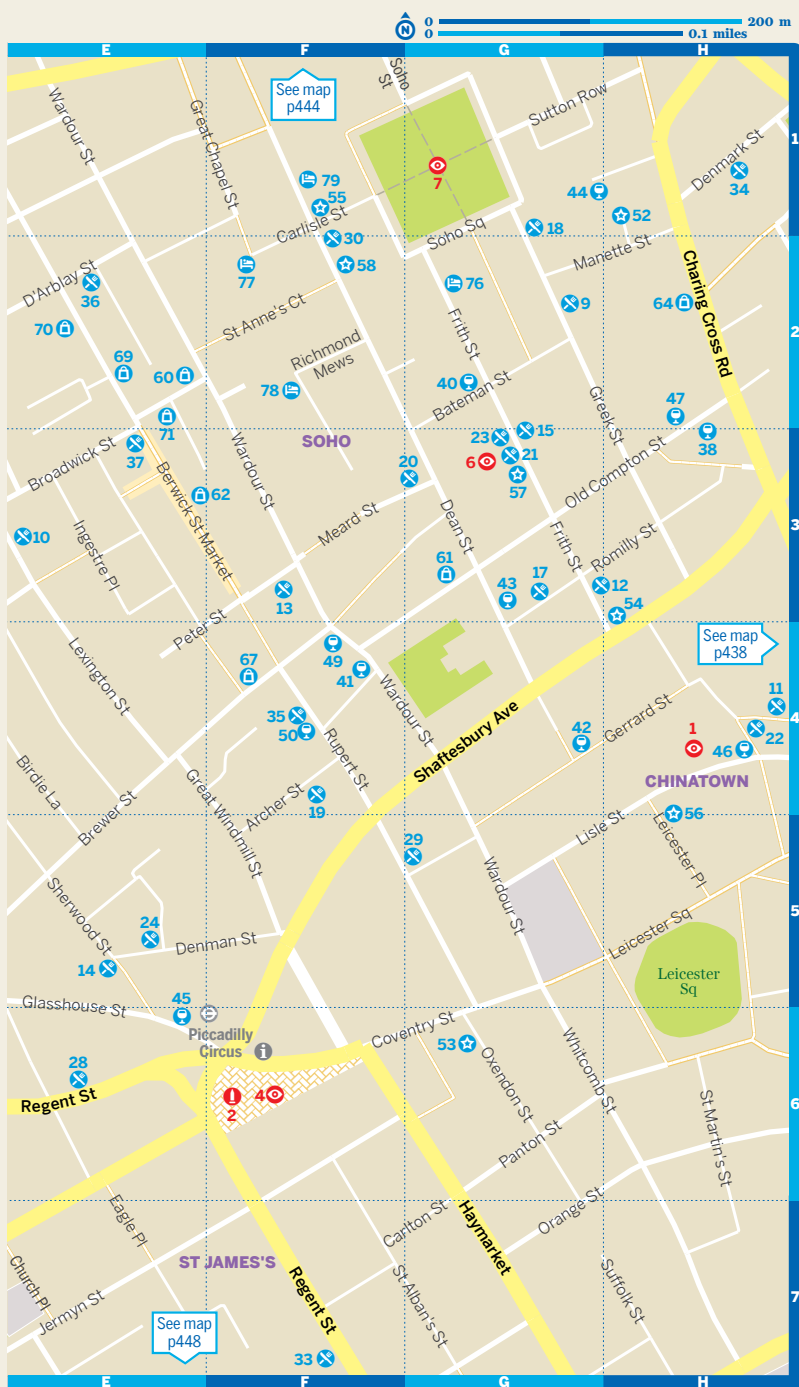 N
0
200 m
0
0.1 miles
E
F
G
H
See map
p444
Soho
St
Sutton Row
Wardour St
Great Chapel St
1
Denmark St
7
79
55
44
34
52
Carlisle St
30
18
Soho Sq
Manette St
D'Arblay St
58
77
76
36
St Anne's Ct
9
64
Charing Cross Rd
2
70
Frith St
Richmond
Mews
69
60
40
78
Bateman St
Greek St
47
71
SOHO
23
15
38
Broadwick St
37
Wardour St
6
21
20
57
Old Compton St
62
Berwick St Market
Dean St
Meard St
3
10
Frith St
Romilly St
Ingestre Pl
61
43
17
12
13
54
Peter St
See map
p438
Lexington St
49
41
67
11
Wardour St
Gerrard St
35
50
42
1
22
46
4
Rupert St
Shaftesbury Ave
CHINATOWN
Birdie La
Great Windmill St
Archer St
19
Brewer St
56
Lisle St
Leicester Pl
29
Wardour St
Sherwood St
5
24
Denman St
Leicester Sq
14
Leicester
Sq
Glasshouse St
45
Piccadilly
Circus
i
Coventry St
53
Oxendon St
Whitcomb St
28
Regent St
2
4
6
St Martin's St
Panton St
Eagle Pl
Carlton St
Haymarket
Orange St
ST JAMES'S
Church Pl
Regent St
St Alban's St
Suffolk St
7
Jermyn St
See map
p448
33
E
F
G
H